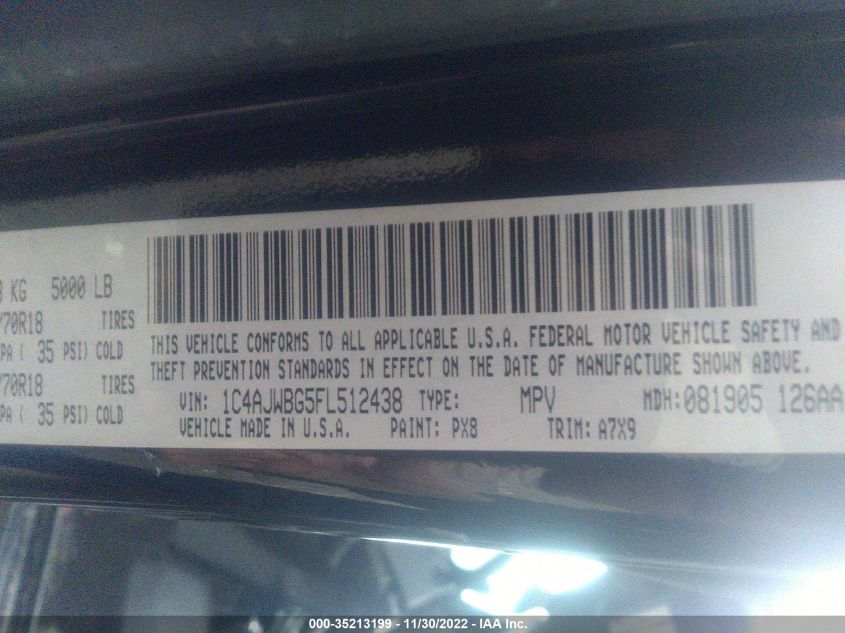 3 KG 5000 LB
/70R18 TIRES
PA ( 35 PSI) COLD
/70R18 TIRES
PA ( 35 PSI) COLD
THIS VEHICLE CONFORMS TO ALL APPLICABLE U.S.A. FEDERAL MOTOR VEHICLE SAFETY AND
THEFT PREVENTION STANDARDS IN EFFECT ON THE DATE OF MANUFACTURE SHOWN ABOVE.
VIN: 1C4AJWBG5FL512438 TYPE: MPV MDH: 081905 126AA
VEHICLE MADE IN U.S.A. PAINT: PX8 TRIM: A7X9
000-35213199 - 11/30/2022 - IAA Inc.